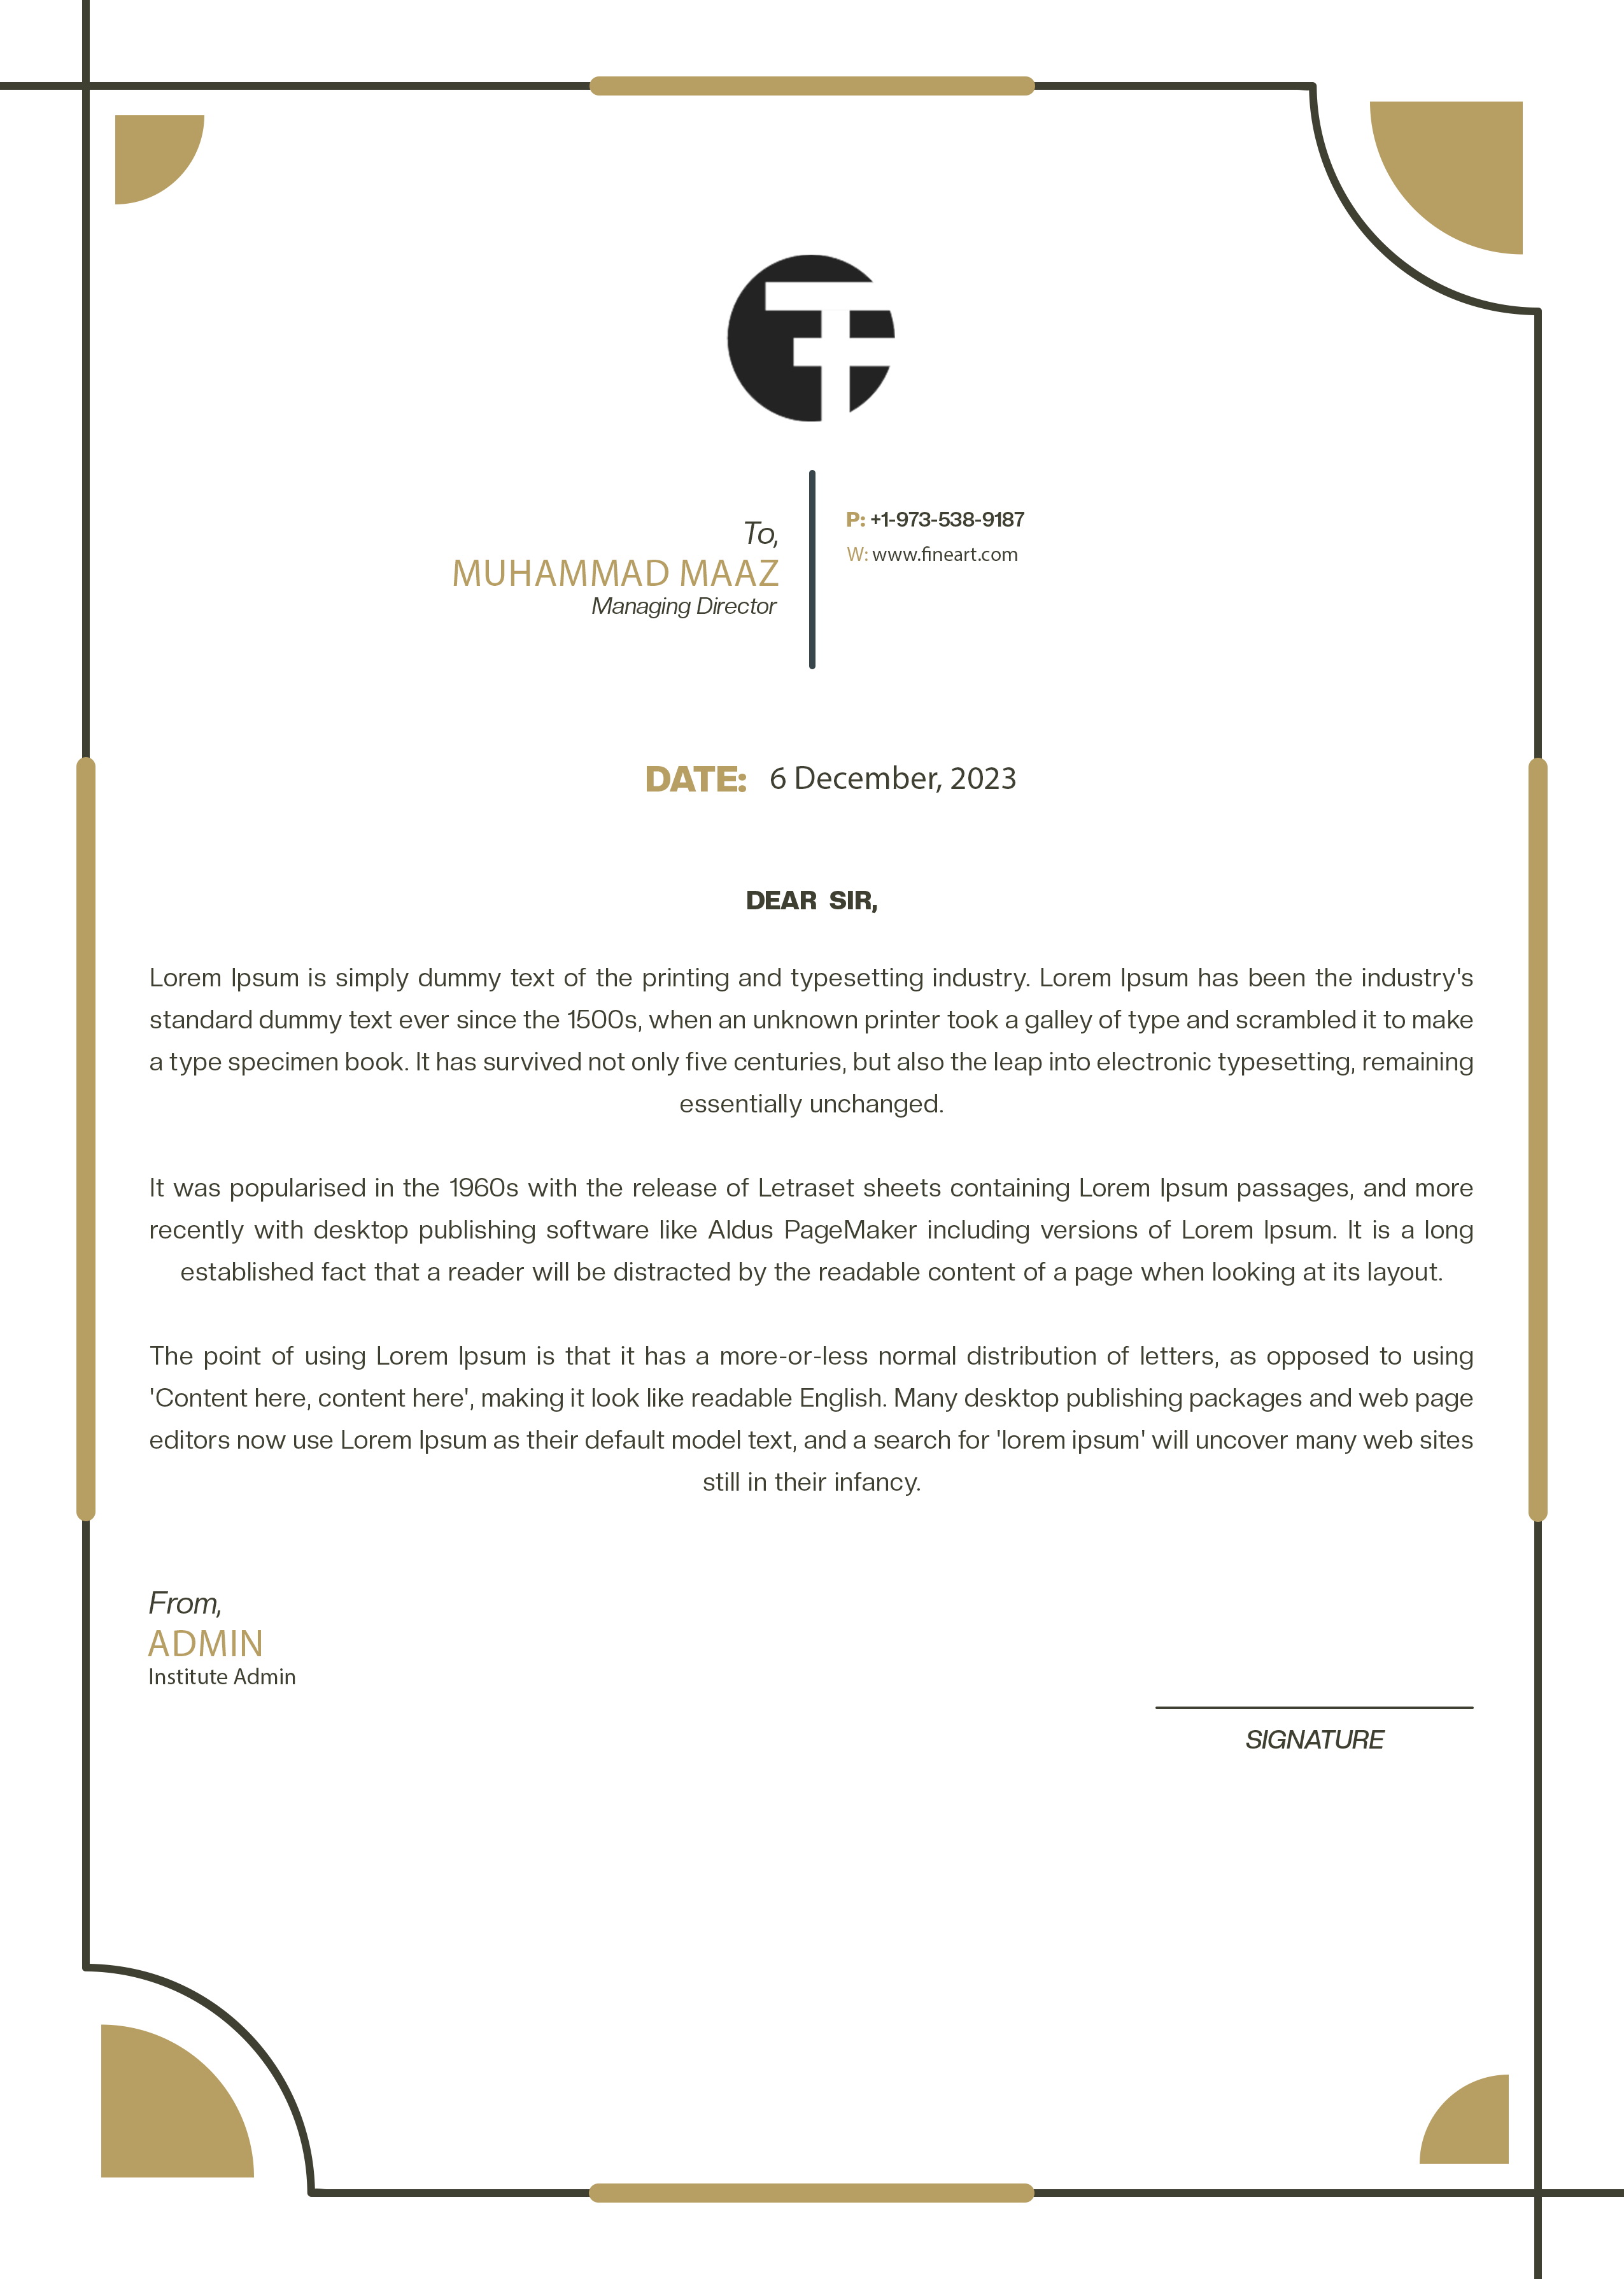 To,
MUHAMMAD MAAZ
Managing Director
P: +1-973-538-9187
W: www.fineart.com
DATE: 6 December, 2023
DEAR SIR,
Lorem Ipsum is simply dummy text of the printing and typesetting industry. Lorem Ipsum has been the industry's
standard dummy text ever since the 1500s, when an unknown printer took a galley of type and scrambled it to make
a type specimen book. It has survived not only five centuries, but also the leap into electronic typesetting, remaining
essentially unchanged.
It was popularised in the 1960s with the release of Letraset sheets containing Lorem Ipsum passages, and more
recently with desktop publishing software like Aldus PageMaker including versions of Lorem Ipsum. It is a long
established fact that a reader will be distracted by the readable content of a page when looking at its layout.
The point of using Lorem Ipsum is that it has a more-or-less normal distribution of letters, as opposed to using
'Content here, content here', making it look like readable English. Many desktop publishing packages and web page
editors now use Lorem Ipsum as their default model text, and a search for 'lorem ipsum' will uncover many web sites
still in their infancy.
From,
ADMIN
Institute Admin
SIGNATURE